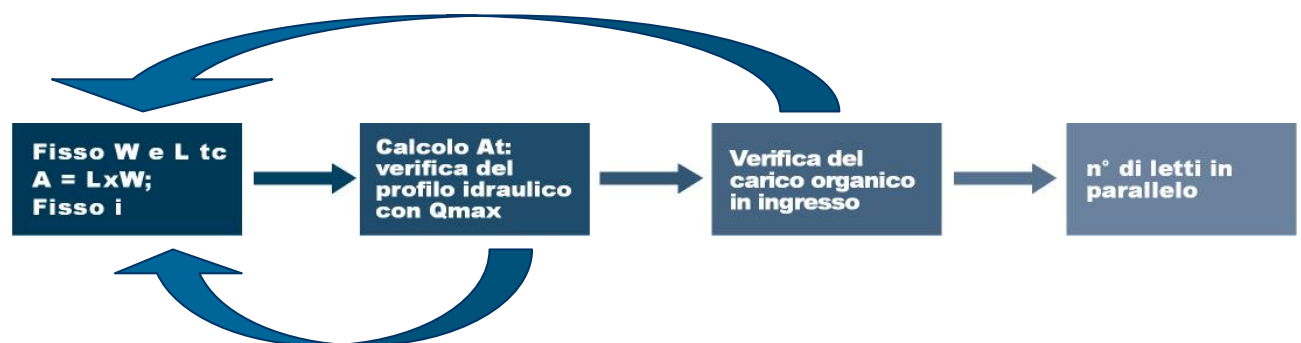 Fisso W e L tc
A = LxW;
Fisso i
Calcolo At:
verifica del
profilo idraulico
con Qmax
Verifica del
carico organico
in ingresso
n° di letti in
parallelo